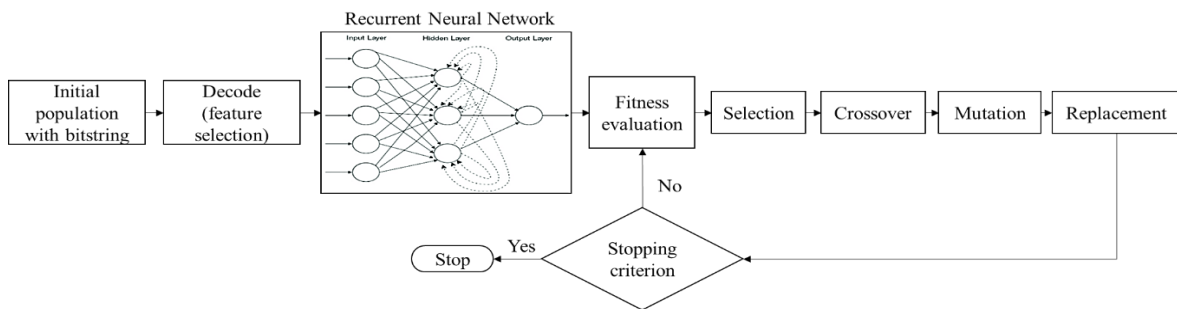 Recurrent Neural Network
Input Layer Hidden Layer Output Layer
Initial
population
with bitstring
Decode
(feature
selection)
Fitness
evaluation
Selection
Crossover
Mutation
Replacement
No
Stopping
criterion
Yes
Stop